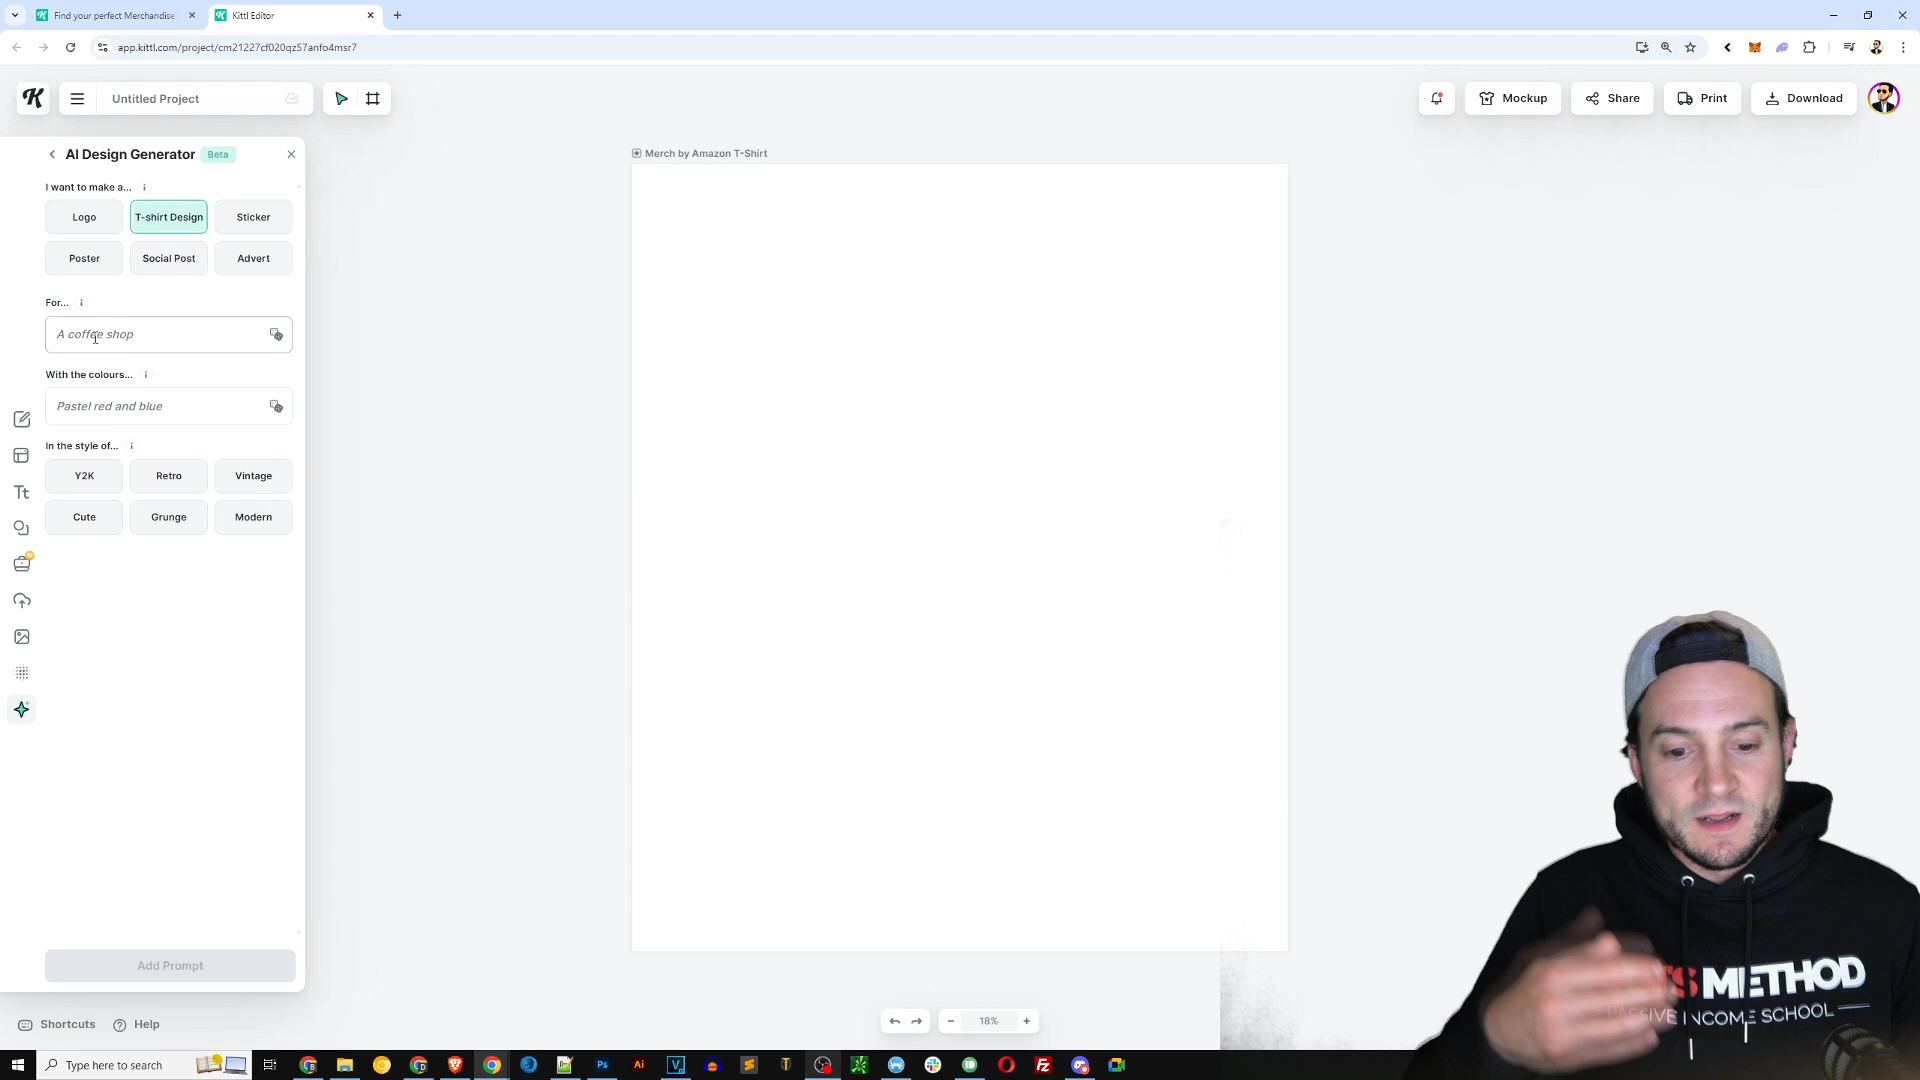 Find your perfect Merchandise
Kittl Editor
app.kittl.com/project/cm21227cf020qz57anfo4msr7
Untitled Project
Mockup
Share
Print
Download
AI Design Generator
Beta
I want to make a...
Logo
T-shirt Design
Sticker
Poster
Social Post
Advert
For...
A coffee shop
With the colours...
Pastel red and blue
In the style of...
Y2K
Retro
Vintage
Cute
Grunge
Modern
Add Prompt
Merch by Amazon T-Shirt
18%
Shortcuts
Help
METHOD
PASSIVE INCOME SCHOOL
Type here to search